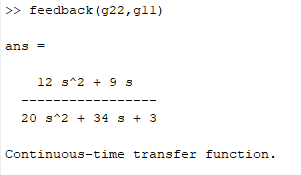 >> feedback(g22,g11)
ans =
12 s^2 + 9 s
-----------------
20 s^2 + 34 s + 3
Continuous-time transfer function.